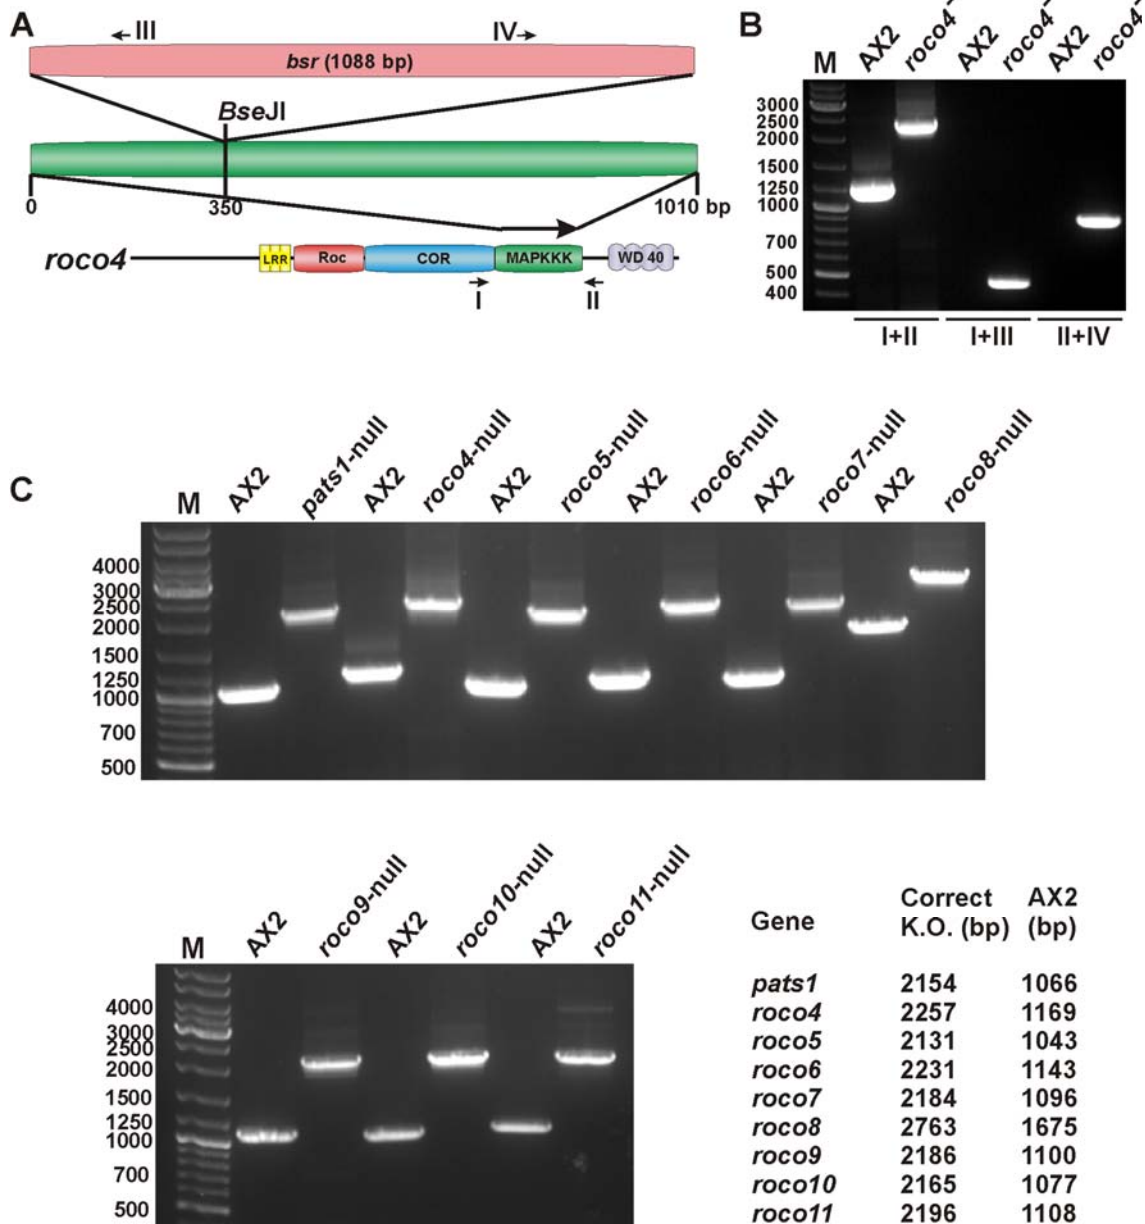 A
III
IV
bsr (1088 bp)
BseJI
0
350
1010 bp
roco4
LRR
Roc
COR
MAPKKK
WD 40
I
II
B
M
AX2
roco4⁻
AX2
roco4⁻
AX2
roco4⁻
3000
2500
2000
1500
1250
1000
700
500
400
I+II
I+III
II+IV
C
M
AX2
pats1-null
AX2
roco4-null
AX2
roco5-null
AX2
roco6-null
AX2
roco7-null
AX2
roco8-null
4000
3000
2500
2000
1500
1250
1000
700
500
M
AX2
roco9-null
AX2
roco10-null
AX2
roco11-null
4000
3000
2500
2000
1500
1250
1000
700
500
Gene Correct K.O. (bp) AX2 (bp)
pats1 2154 1066
roco4 2257 1169
roco5 2131 1043
roco6 2231 1143
roco7 2184 1096
roco8 2763 1675
roco9 2186 1100
roco10 2165 1077
roco11 2196 1108